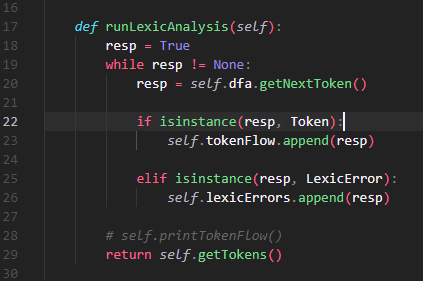 16
17 def runLexicAnalysis(self):
18 resp = True
19 while resp != None:
20 resp = self.dfa.getNextToken()
21
22 if isinstance(resp, Token):
23 self.tokenFlow.append(resp)
24
25 elif isinstance(resp, LexicError):
26 self.lexicErrors.append(resp)
27
28 # self.printTokenFlow()
29 return self.getTokens()
30